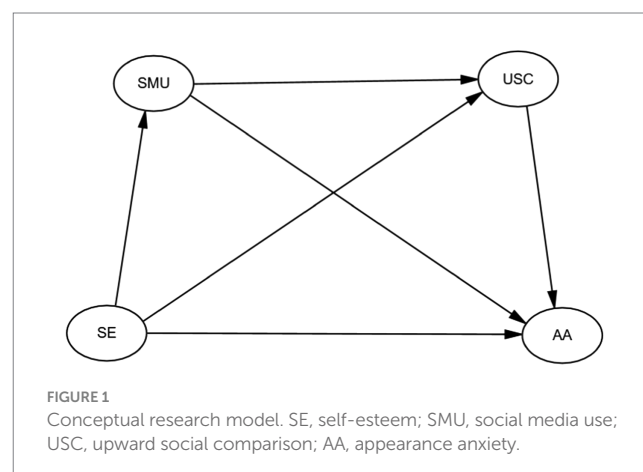 SMU
USC
SE
AA
FIGURE 1
Conceptual research model. SE, self-esteem; SMU, social media use;
USC, upward social comparison; AA, appearance anxiety.